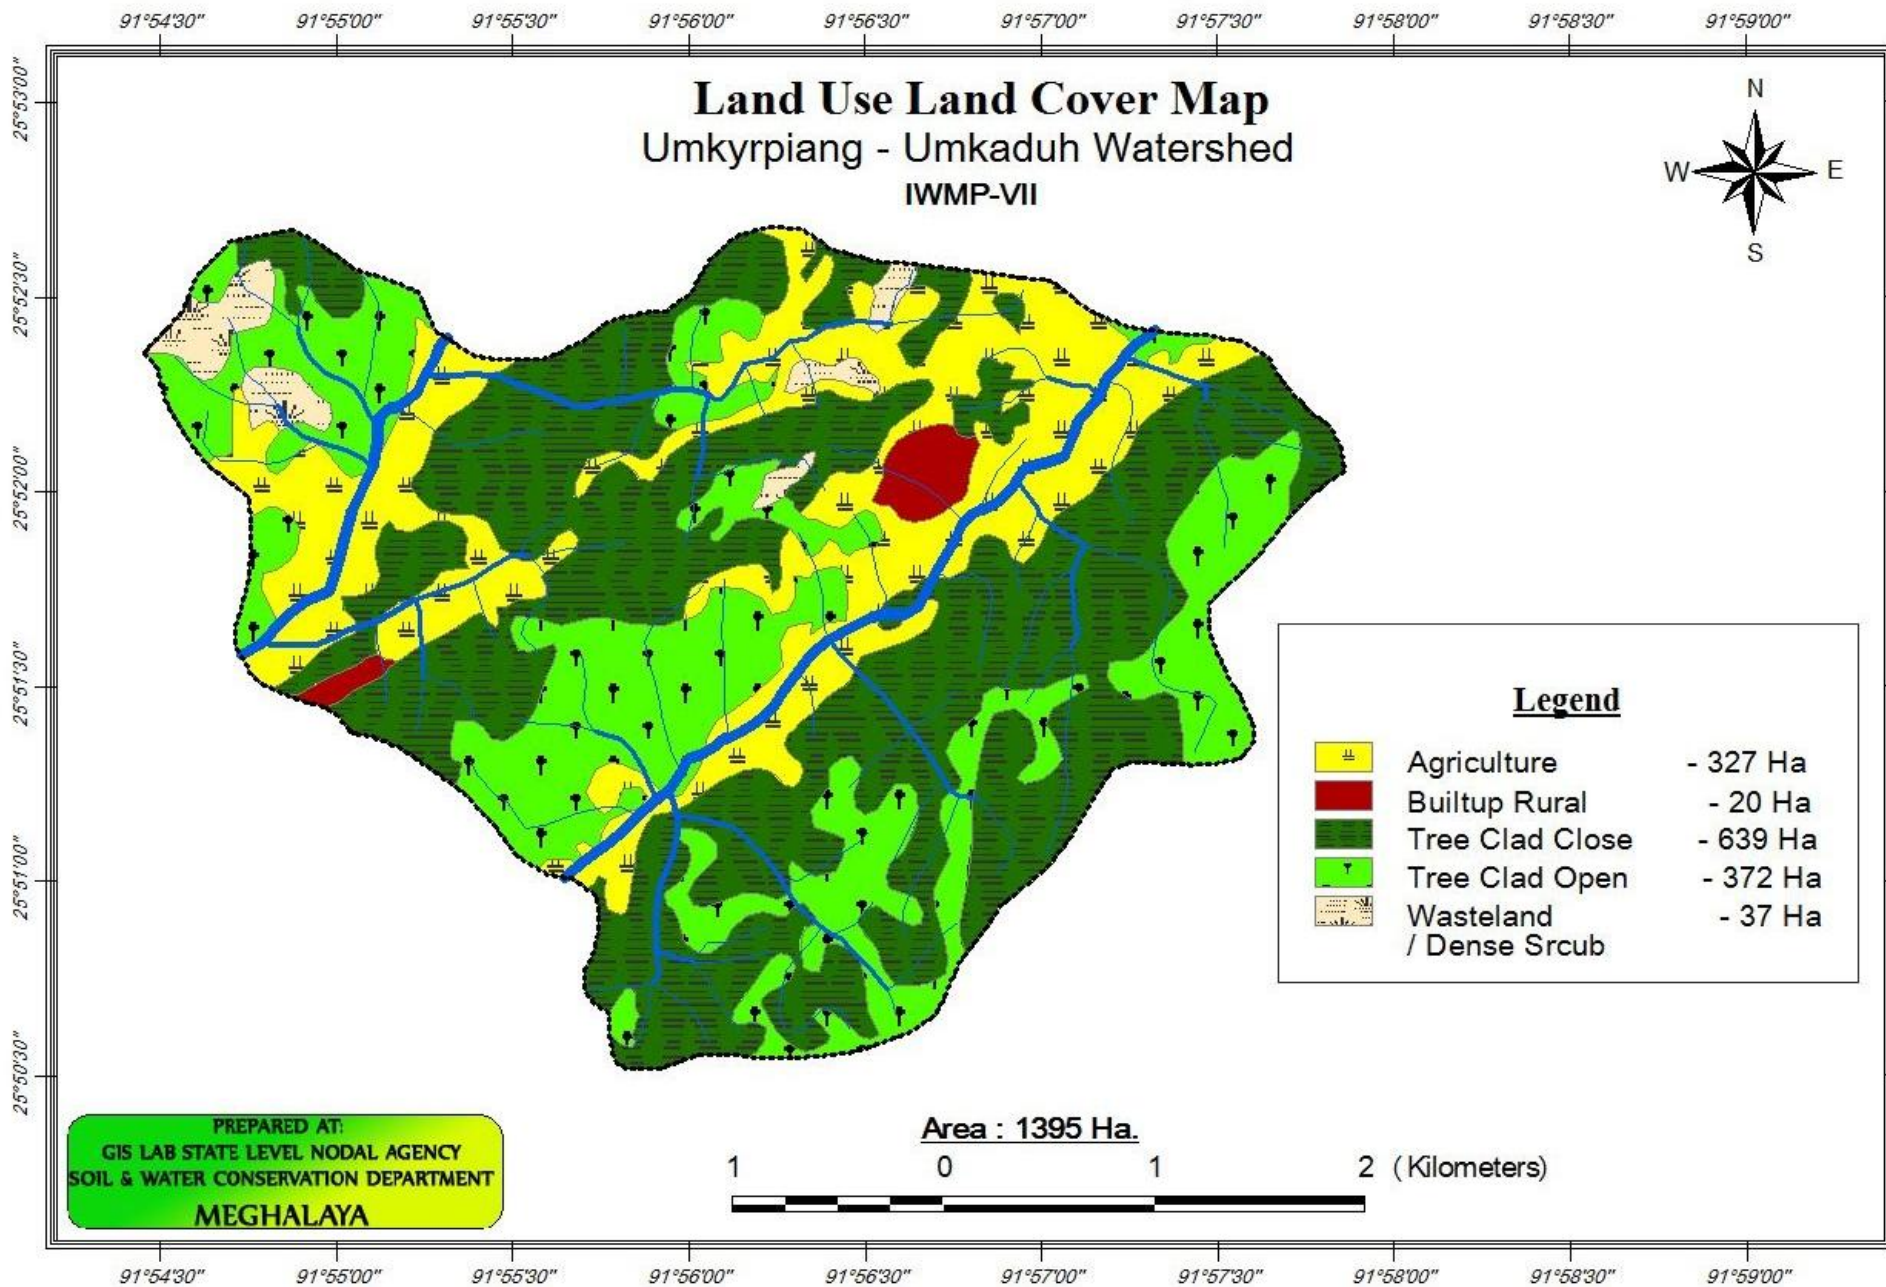 91°54'30" 91°55'00" 91°55'30" 91°56'00" 91°56'30" 91°57'00" 91°57'30" 91°58'00" 91°58'30" 91°59'00"
Land Use Land Cover Map
Umkyrpiang - Umkaduh Watershed
IWMP-VII
N
W E
S
25°53'00"
25°52'30"
25°52'00"
25°51'30"
25°51'00"
25°50'30"
Legend
Agriculture - 327 Ha
Builtup Rural - 20 Ha
Tree Clad Close - 639 Ha
Tree Clad Open - 372 Ha
Wasteland - 37 Ha
/ Dense Srcub
PREPARED AT:
GIS LAB STATE LEVEL NODAL AGENCY
SOIL & WATER CONSERVATION DEPARTMENT
MEGHALAYA
Area : 1395 Ha.
1 0 1 2 (Kilometers)
91°54'30" 91°55'00" 91°55'30" 91°56'00" 91°56'30" 91°57'00" 91°57'30" 91°58'00" 91°58'30" 91°59'00"